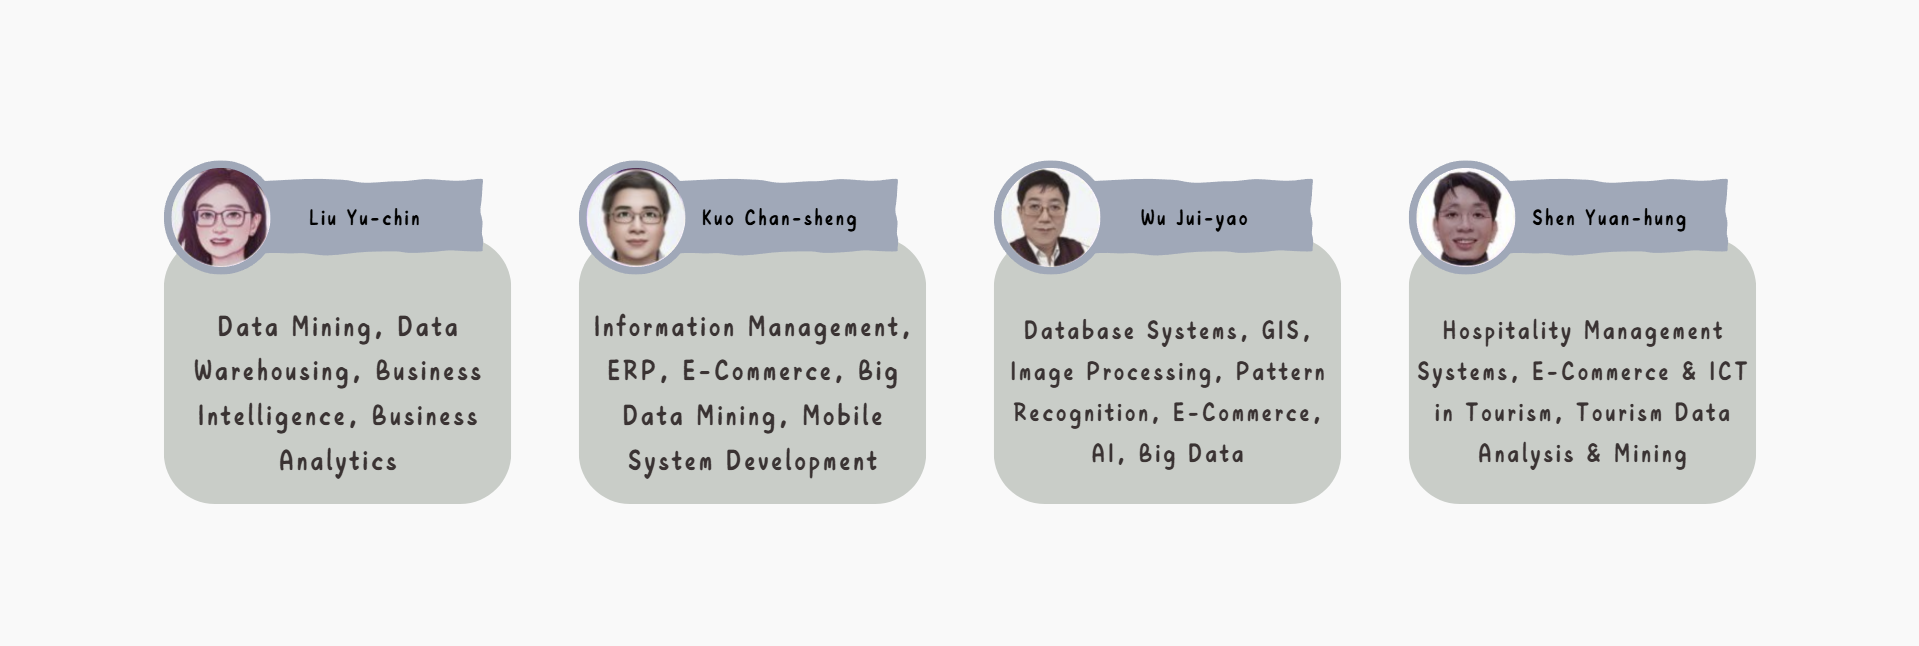 Liu Yu-chin
Data Mining, Data
Warehousing, Business
Intelligence, Business
Analytics
Kuo Chan-sheng
Information Management,
ERP, E-Commerce, Big
Data Mining, Mobile
System Development
Wu Jui-yao
Database Systems, GIS,
Image Processing, Pattern
Recognition, E-Commerce,
AI, Big Data
Shen Yuan-hung
Hospitality Management
Systems, E-Commerce & ICT
in Tourism, Tourism Data
Analysis & Mining